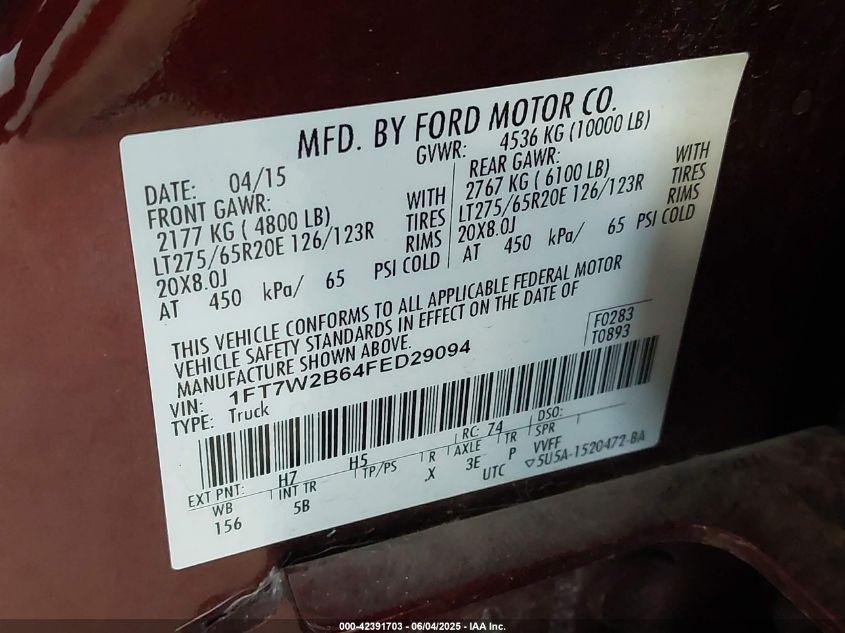 MFD. BY FORD MOTOR CO.
DATE: 04/15
GVWR: 4536 KG (10000 LB)
FRONT GAWR:
2177 KG ( 4800 LB) WITH
LT275/65R20E 126/123R TIRES
20X8.0J RIMS
AT 450 kPa/ 65 PSI COLD
REAR GAWR:
2767 KG ( 6100 LB) WITH
LT275/65R20E 126/123R TIRES
20X8.0J RIMS
AT 450 kPa/ 65 PSI COLD
THIS VEHICLE CONFORMS TO ALL APPLICABLE FEDERAL MOTOR
VEHICLE SAFETY STANDARDS IN EFFECT ON THE DATE OF
MANUFACTURE SHOWN ABOVE.
F0283
T0893
VIN: 1FT7W2B64FED29094
TYPE: Truck
EXT PNT: H7 H5 RC: 74 DSO:
WB INT TR TP/PS R AXLE TR SPR
156 5B .X 3E P VVFF
UTC ▽5U5A-1520472-BA
000-42391703 - 06/04/2025 - IAA Inc.